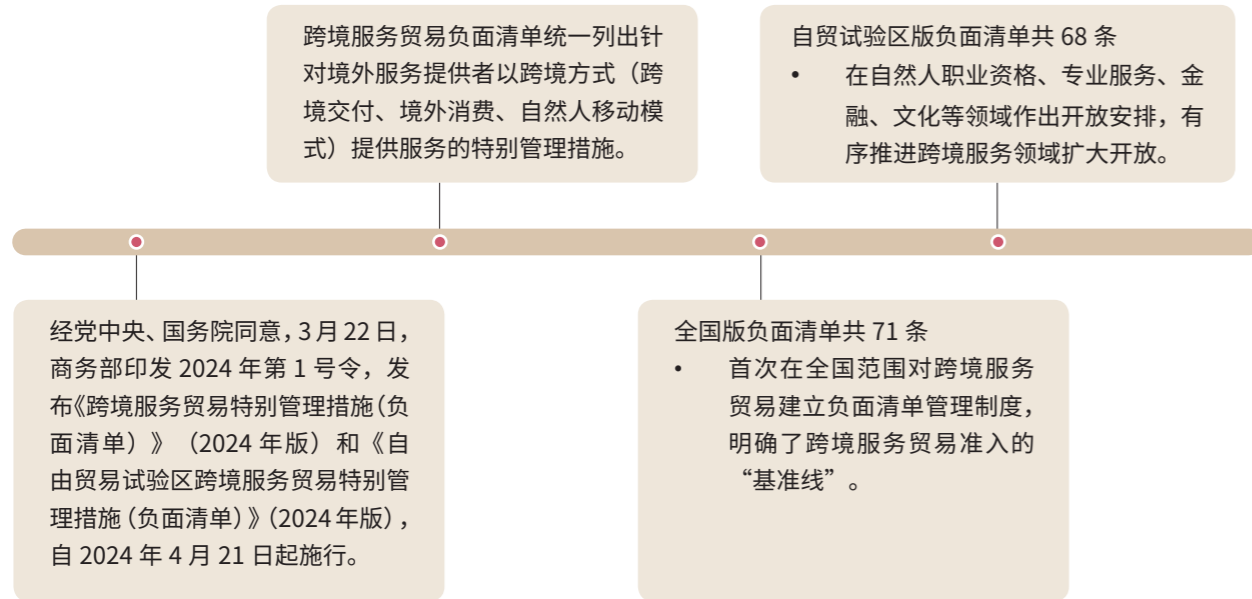 跨境服务贸易负面清单统一列出针
对境外服务提供者以跨境方式（跨
境交付、境外消费、自然人移动模
式）提供服务的特别管理措施。
自贸试验区版负面清单共 68 条
• 在自然人职业资格、专业服务、金
融、文化等领域作出开放安排，有
序推进跨境服务领域扩大开放。
经党中央、国务院同意，3 月 22 日，
商务部印发 2024 年第 1 号令，发
布《跨境服务贸易特别管理措施（负
面清单）》（2024 年版）和《自
由贸易试验区跨境服务贸易特别管
理措施（负面清单）》（2024 年版），
自 2024 年 4 月 21 日起施行。
全国版负面清单共 71 条
• 首次在全国范围对跨境服务
贸易建立负面清单管理制度，
明确了跨境服务贸易准入的
“基准线”。